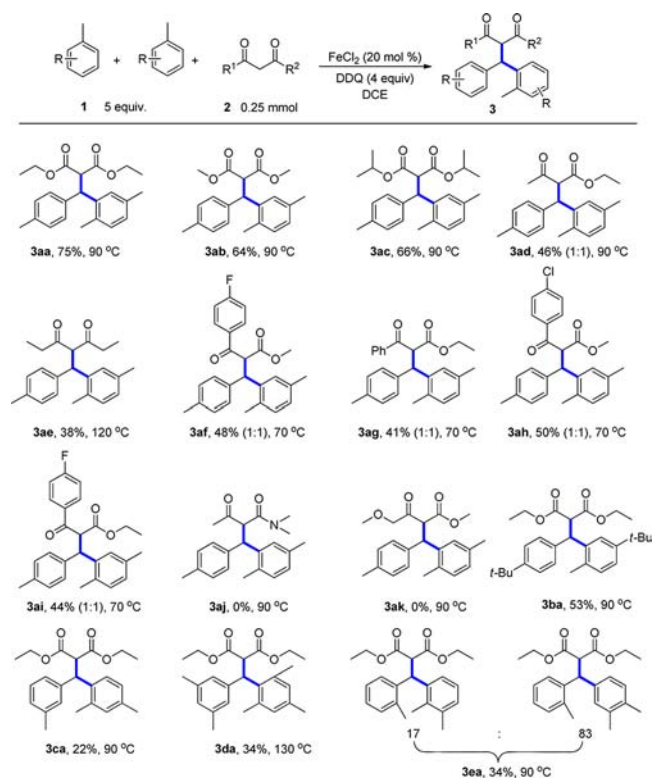 O O
R¹ R²
R + R + R¹ O O R² FeCl₂ (20 mol %) R R
DDQ (4 equiv)
DCE
1 5 equiv. 2 0.25 mmol 3
O O O O
O O O O O O O O O O O
3aa, 75%, 90 °C 3ab, 64%, 90 °C 3ac, 66%, 90 °C 3ad, 46% (1:1), 90 °C
F Cl
O O O O O O Ph O O O O O
3ae, 38%, 120 °C 3af, 48% (1:1), 70 °C 3ag, 41% (1:1), 70 °C 3ah, 50% (1:1), 70 °C
F
O O O O O N O O O O O O O O
t-Bu t-Bu
3ai, 44% (1:1), 70 °C 3aj, 0%, 90 °C 3ak, 0%, 90 °C 3ba, 53%, 90 °C
O O O O O O O O
O O O O O O O O
17 : 83
3ca, 22%, 90 °C 3da, 34%, 130 °C 3ea, 34%, 90 °C